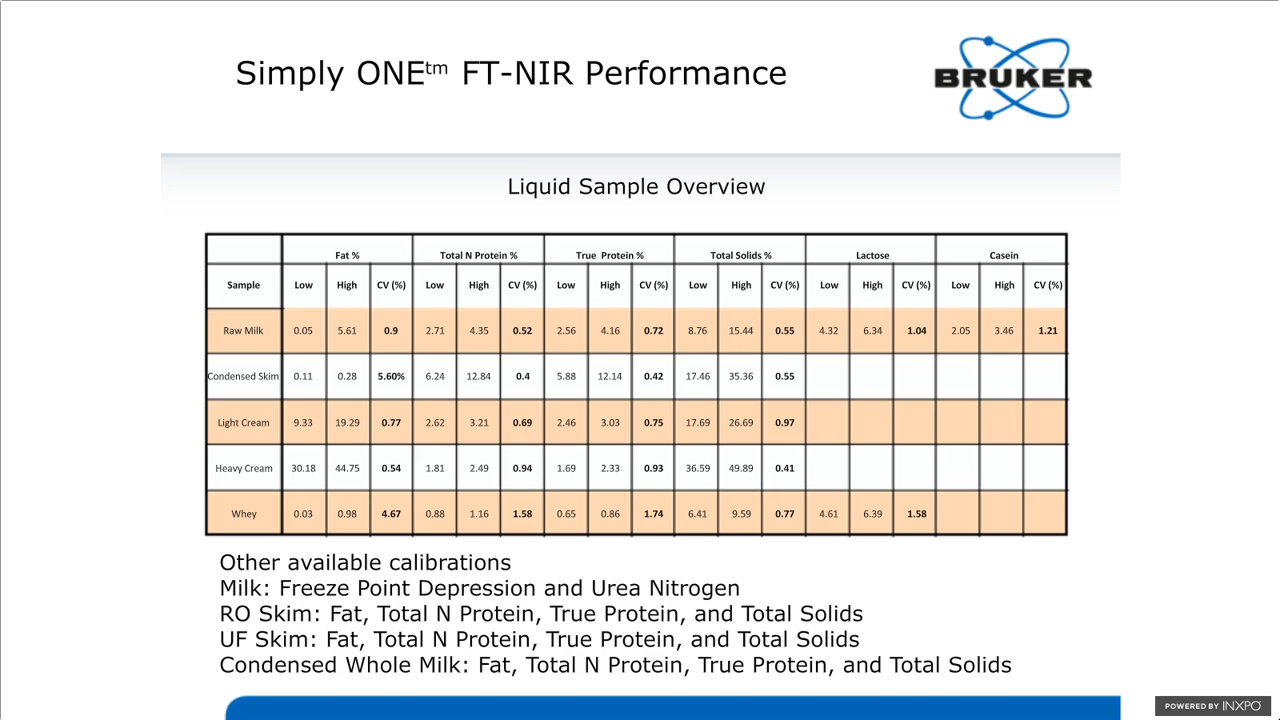 Simply ONEtm FT-NIR Performance
BRUKER
Liquid Sample Overview
Fat % Total N Protein % True Protein % Total Solids % Lactose Casein
Sample Low High CV (%) Low High CV (%) Low High CV (%) Low High CV (%) Low High CV (%) Low High CV (%)
Raw Milk 0.05 5.61 0.9 2.71 4.35 0.52 2.56 4.16 0.72 8.76 15.44 0.55 4.32 6.34 1.04 2.05 3.46 1.21
Condensed Skim 0.11 0.28 5.60% 6.24 12.84 0.4 5.88 12.14 0.42 17.46 35.36 0.55
Light Cream 9.33 19.29 0.77 2.62 3.21 0.69 2.46 3.03 0.75 17.69 26.69 0.97
Heavy Cream 30.18 44.75 0.54 1.81 2.49 0.94 1.69 2.33 0.93 36.59 49.89 0.41
Whey 0.03 0.98 4.67 0.88 1.16 1.58 0.65 0.86 1.74 6.41 9.59 0.77 4.61 6.39 1.58
Other available calibrations
Milk: Freeze Point Depression and Urea Nitrogen
RO Skim: Fat, Total N Protein, True Protein, and Total Solids
UF Skim: Fat, Total N Protein, True Protein, and Total Solids
Condensed Whole Milk: Fat, Total N Protein, True Protein, and Total Solids
POWERED BY INXPO